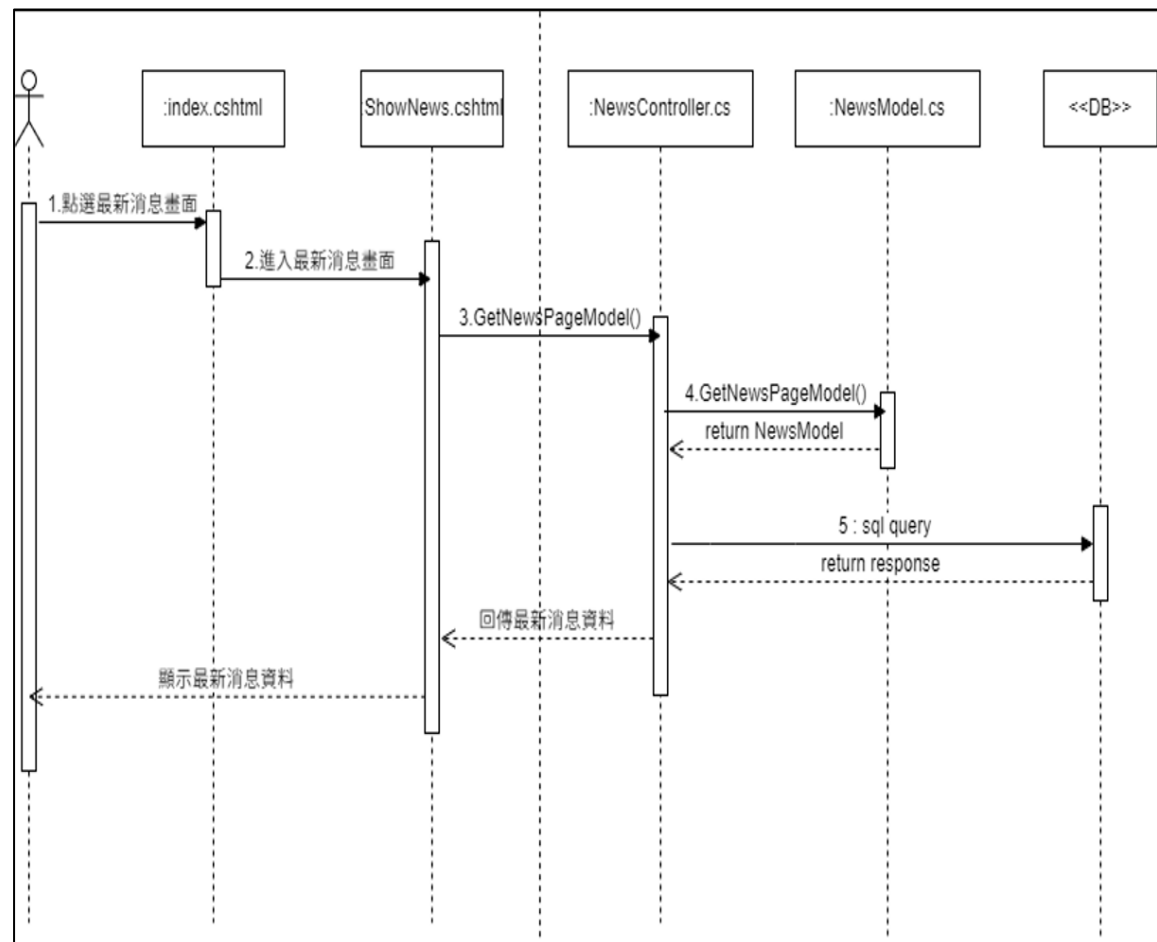 :index.cshtml
:ShowNews.cshtml
:NewsController.cs
:NewsModel.cs
<<DB>>
1.點選最新消息畫面
2.進入最新消息畫面
3.GetNewsPageModel()
4.GetNewsPageModel()
return NewsModel
5 : sql query
return response
回傳最新消息資料
顯示最新消息資料